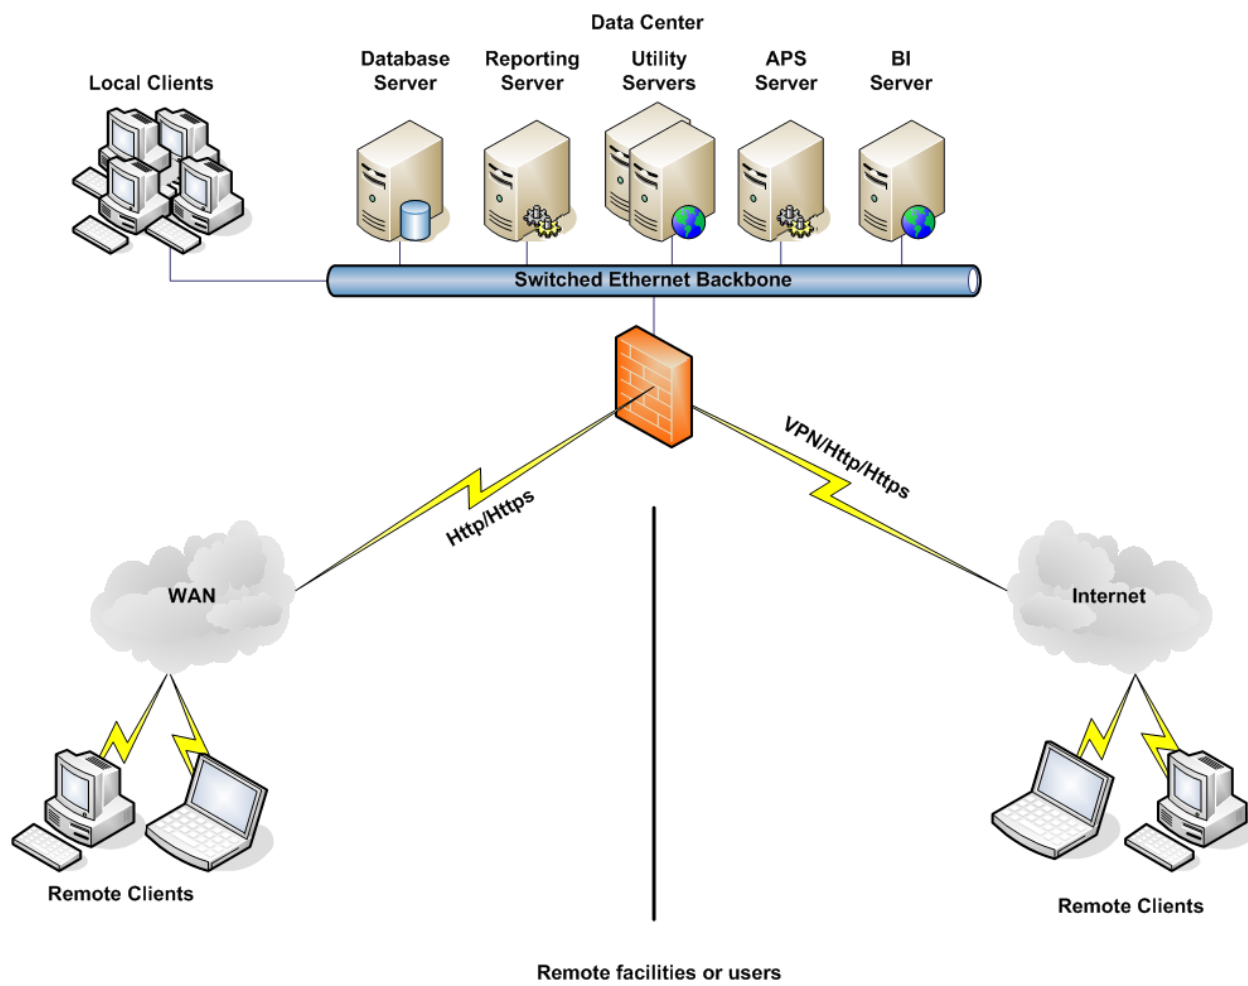 Data Center
Local Clients
Database
Server
Reporting
Server
Utility
Servers
APS
Server
BI
Server
Switched Ethernet Backbone
Http/Https
VPN/Http/Https
WAN
Internet
Remote Clients
Remote Clients
Remote facilities or users